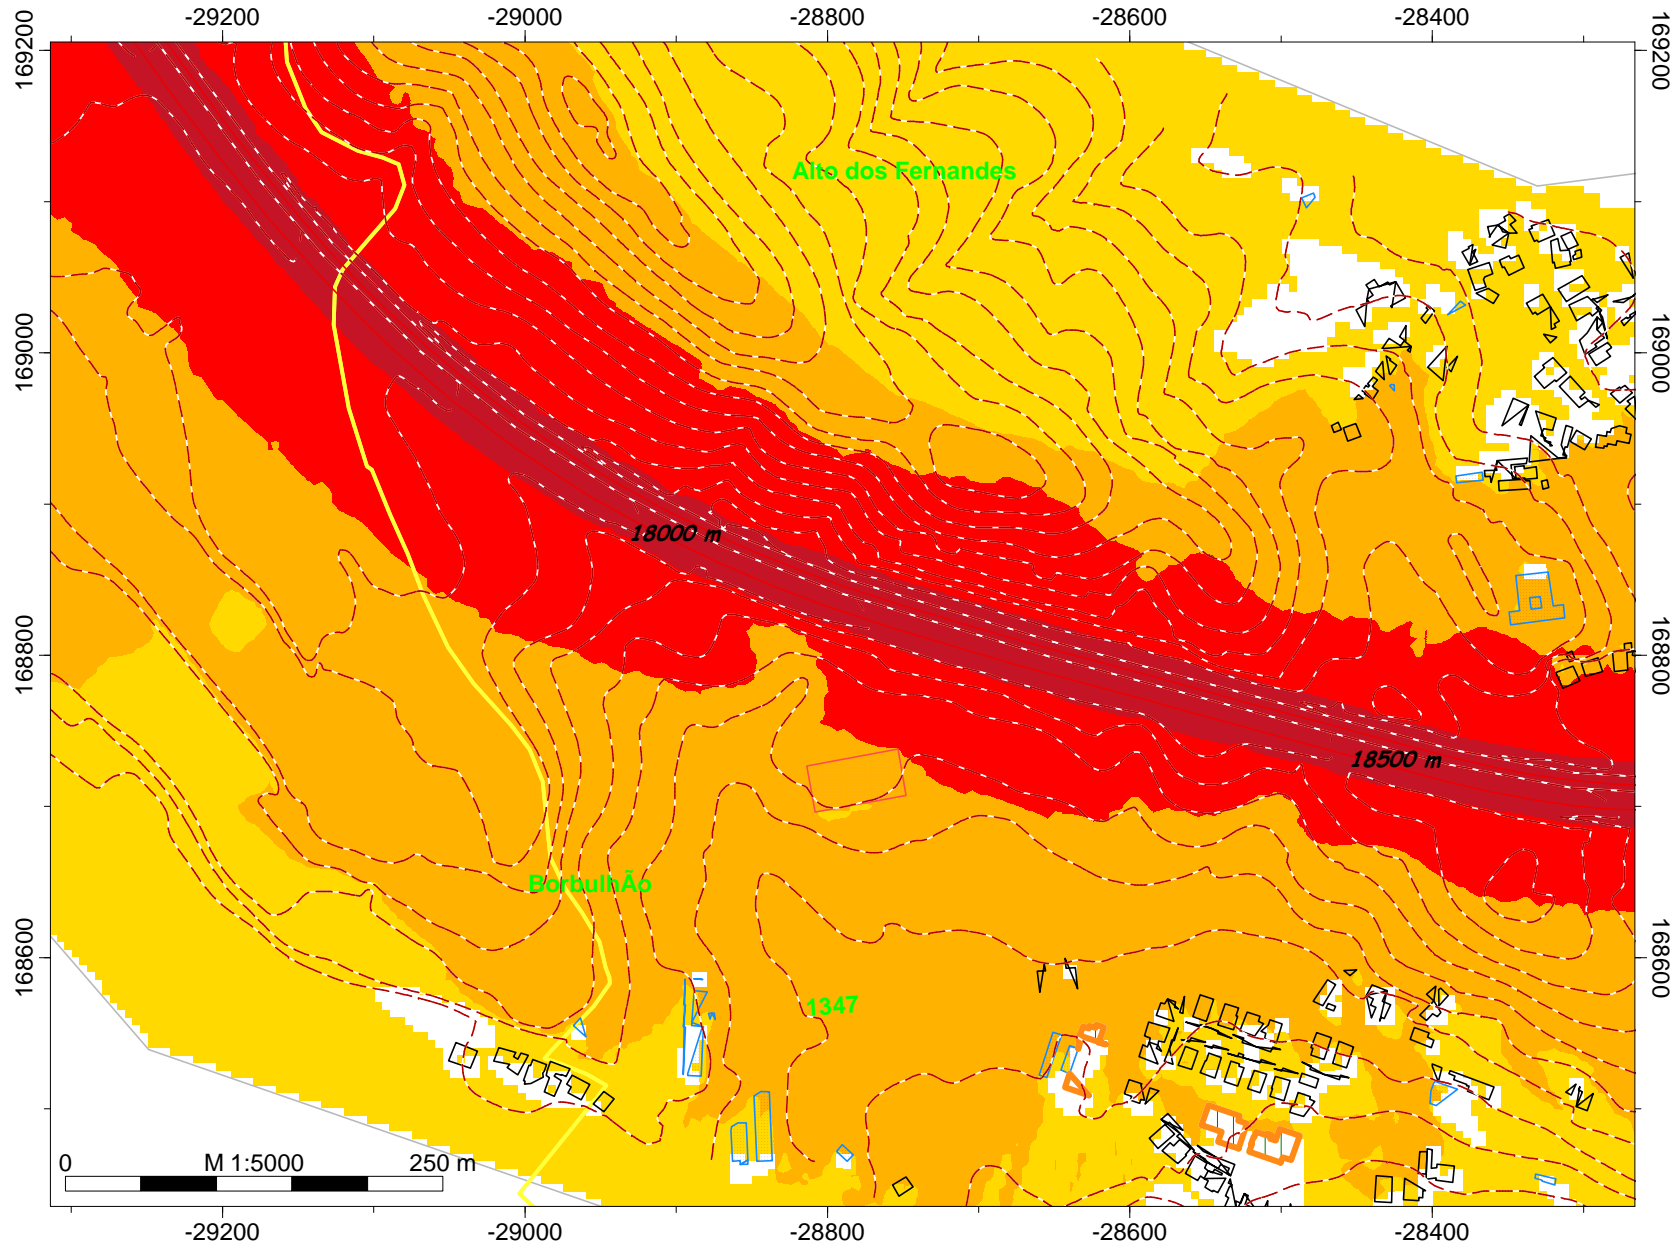 -29200 -29000 -28800 -28600 -28400
169200 169200
Alto dos Fernandes
169000 169000
18000 m
168800 168800
18500 m
BorbulhÃo
168600 168600
1347
0 M 1:5000 250 m
-29200 -29000 -28800 -28600 -28400